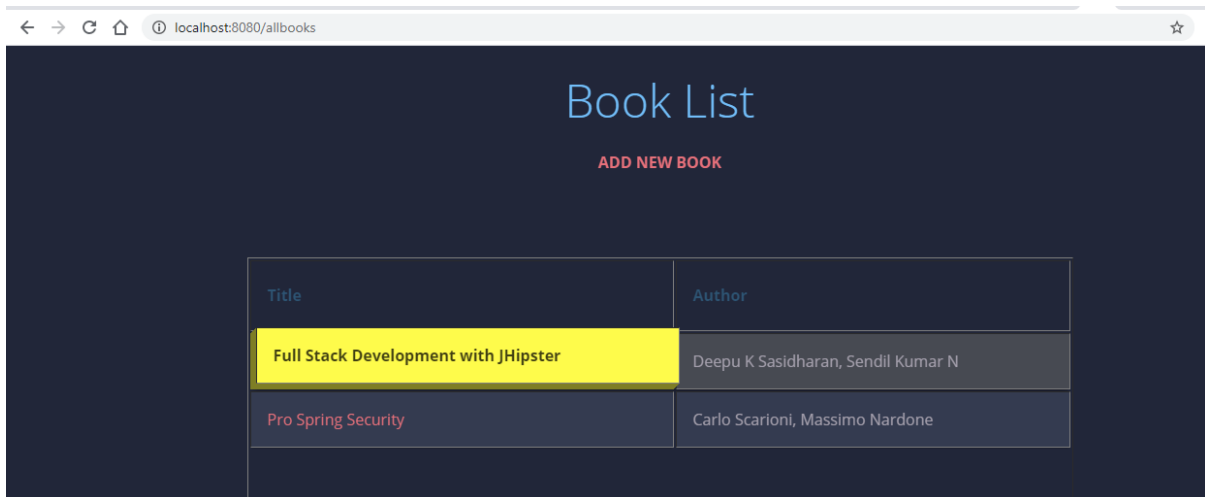 localhost:8080/allbooks
Book List
ADD NEW BOOK
Title Author
Full Stack Development with JHipster Deepu K Sasidharan, Sendil Kumar N
Pro Spring Security Carlo Scarioni, Massimo Nardone